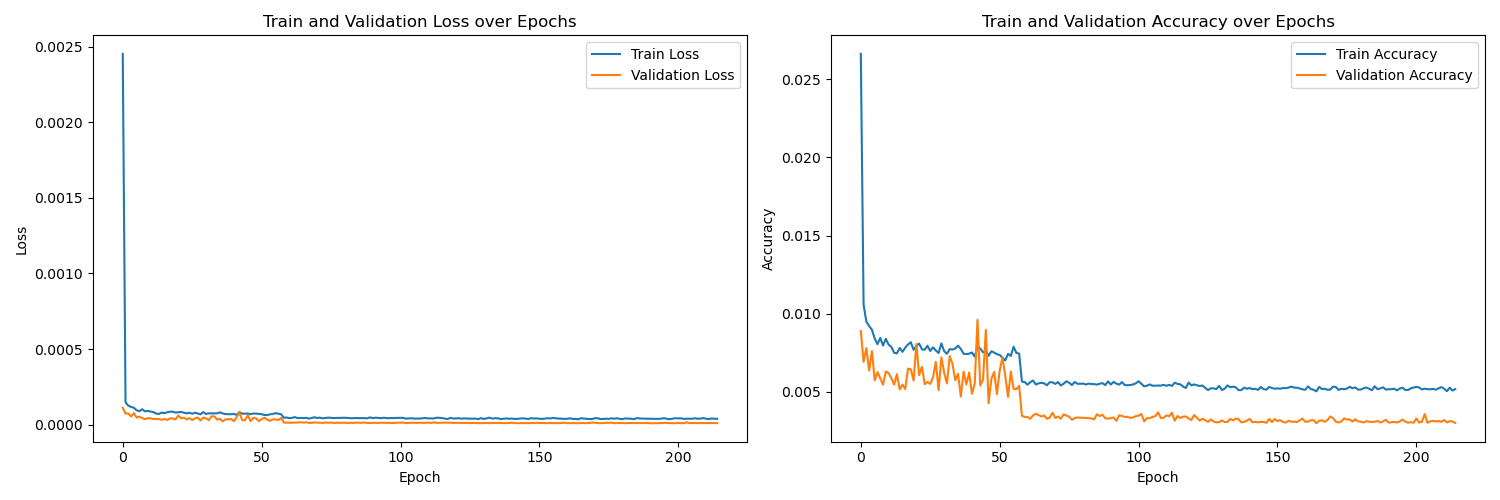 Train and Validation Loss over Epochs
0.0025
0.0020
0.0015
0.0010
0.0005
0.0000
Loss
Train Loss
Validation Loss
0
50
100
150
200
Epoch
Train and Validation Accuracy over Epochs
0.025
0.020
0.015
0.010
0.005
Accuracy
Train Accuracy
Validation Accuracy
0
50
100
150
200
Epoch